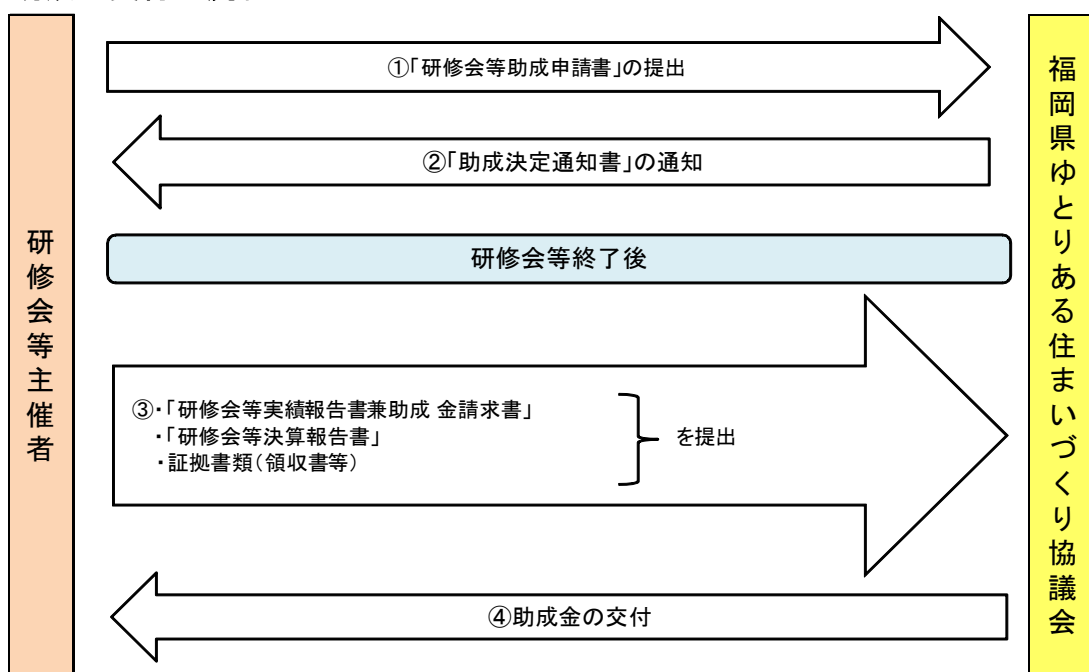 研修会等主催者
①「研修会等助成申請書」の提出
②「助成決定通知書」の通知
研修会等終了後
③・「研修会等実績報告書兼助成 金請求書」
・「研修会等決算報告書」
・証拠書類(領収書等)
を提出
④助成金の交付
福岡県ゆとりある住まいづくり協議会